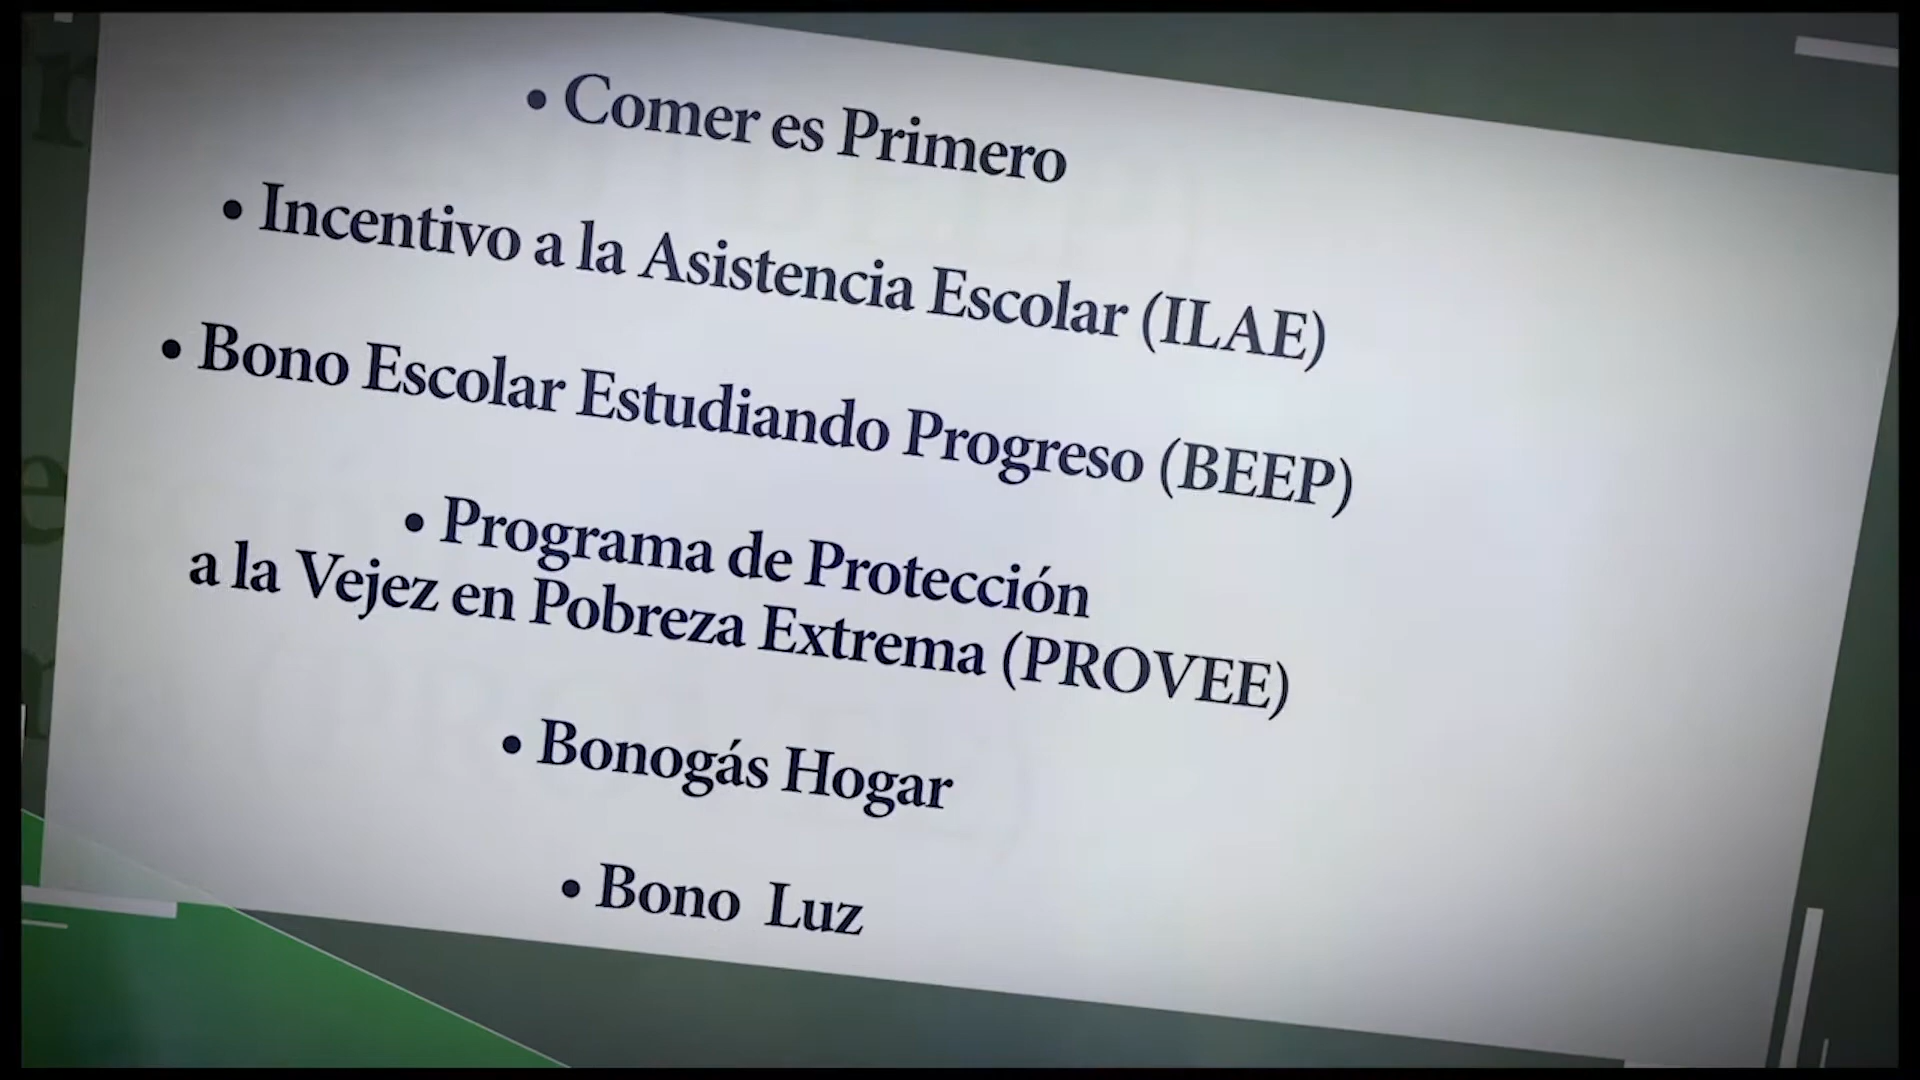 • Comer es Primero
• Incentivo a la Asistencia Escolar (ILAE)
• Bono Escolar Estudiando Progreso (BEEP)
• Programa de Protección
a la Vejez en Pobreza Extrema (PROVEE)
• Bonogás Hogar
• Bono Luz